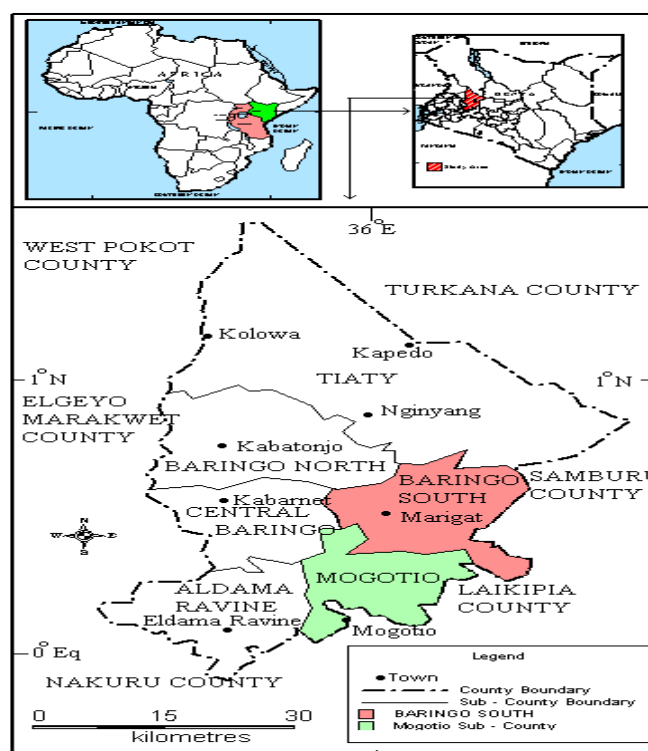 AFRICA
Study Area
36°E
WEST POKOT
COUNTY
TURKANA COUNTY
Kolowa
Kapedo
1°N
1°N
TIATY
ELGEYO
MARAKWET
COUNTY
Nginyang
Kabatonjo
BARINGO NORTH
BARINGO
SOUTH
SAMBURU
COUNTY
Kabarnet
CENTRAL
BARINGO
Marigat
N
W
E
S
ALDAMA
RAVINE
MOGOTIO
LAIKIPIA
COUNTY
Eldama Ravine
Mogotio
0° Eq
NAKURU COUNTY
Legend
Town
County Boundary
Sub - County Boundary
BARINGO SOUTH
Mogotio Sub - County
0 15 30
kilometres